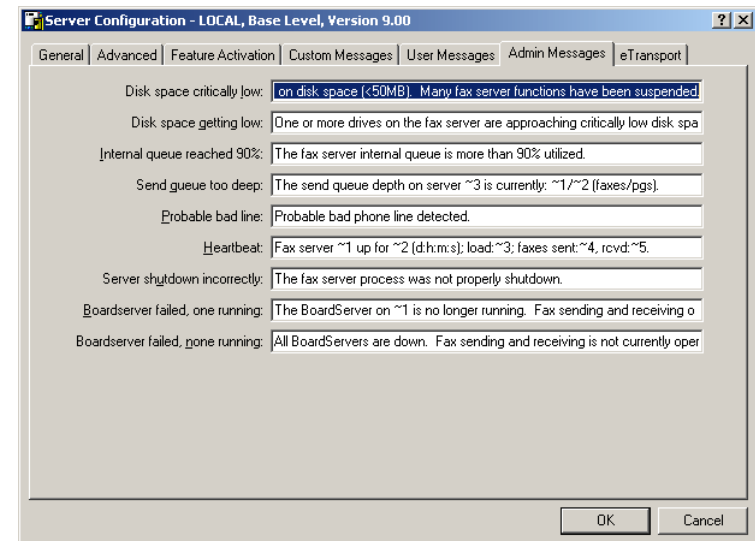 Server Configuration - LOCAL, Base Level, Version 9.00
General Advanced Feature Activation Custom Messages User Messages Admin Messages eTransport
Disk space critically low: on disk space (<50MB). Many fax server functions have been suspended.
Disk space getting low: One or more drives on the fax server are approaching critically low disk spa
Internal queue reached 90%: The fax server internal queue is more than 90% utilized.
Send queue too deep: The send queue depth on server ~3 is currently: ~1/~2 (faxes/pgs).
Probable bad line: Probable bad phone line detected.
Heartbeat: Fax server ~1 up for ~2 (d:h:m:s); load:~3; faxes sent:~4, rcvd:~5.
Server shutdown incorrectly: The fax server process was not properly shutdown.
Boardserver failed, one running: The BoardServer on ~1 is no longer running. Fax sending and receiving o
Boardserver failed, none running: All BoardServers are down. Fax sending and receiving is not currently oper
OK Cancel